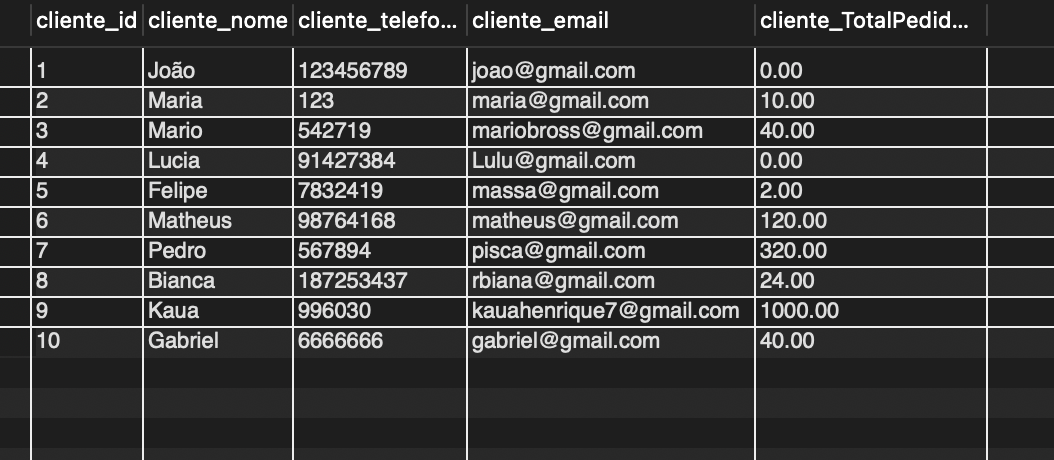 cliente_id cliente_nome cliente_telefo... cliente_email cliente_TotalPedid...
1 João 123456789 joao@gmail.com 0.00
2 Maria 123 maria@gmail.com 10.00
3 Mario 542719 mariobross@gmail.com 40.00
4 Lucia 91427384 Lulu@gmail.com 0.00
5 Felipe 7832419 massa@gmail.com 2.00
6 Matheus 98764168 matheus@gmail.com 120.00
7 Pedro 567894 pisca@gmail.com 320.00
8 Bianca 187253437 rbiana@gmail.com 24.00
9 Kaua 996030 kauahenrique7@gmail.com 1000.00
10 Gabriel 6666666 gabriel@gmail.com 40.00